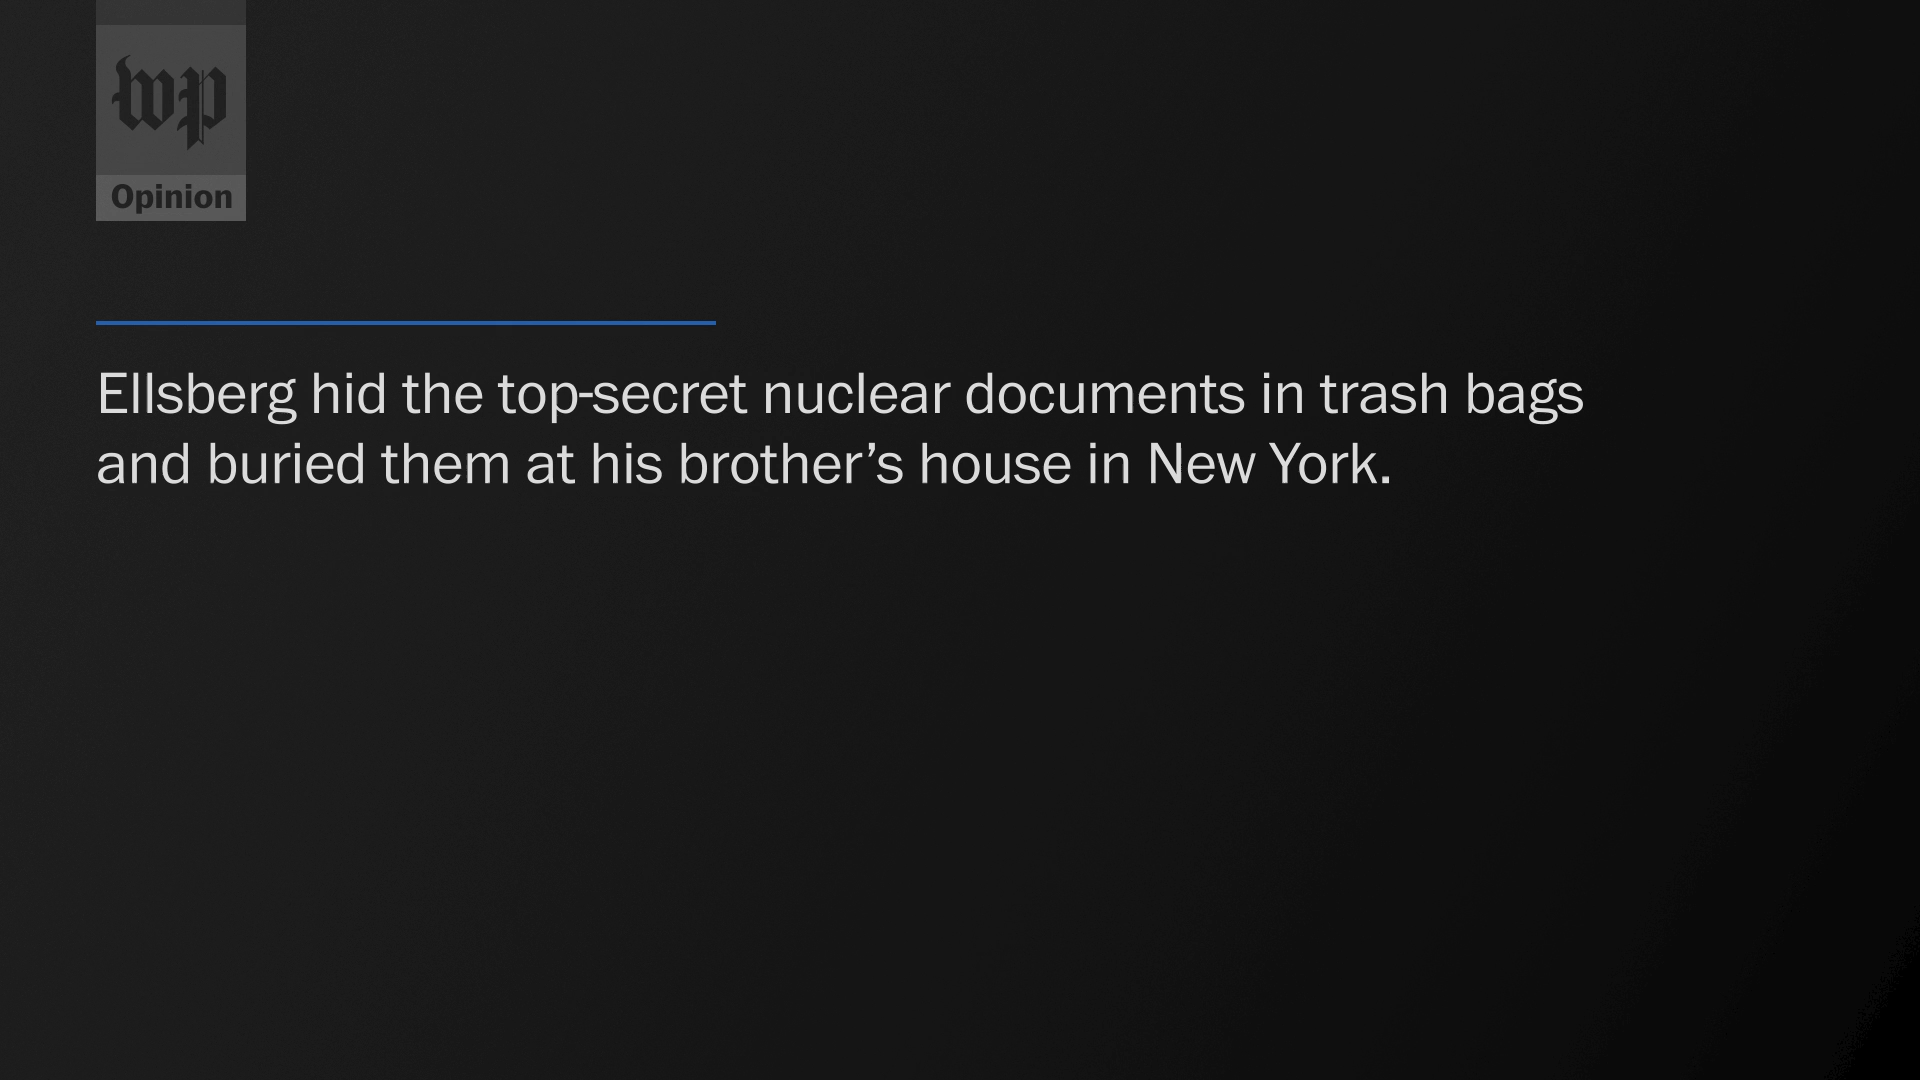 wp
Opinion
Ellsberg hid the top-secret nuclear documents in trash bags
and buried them at his brother’s house in New York.